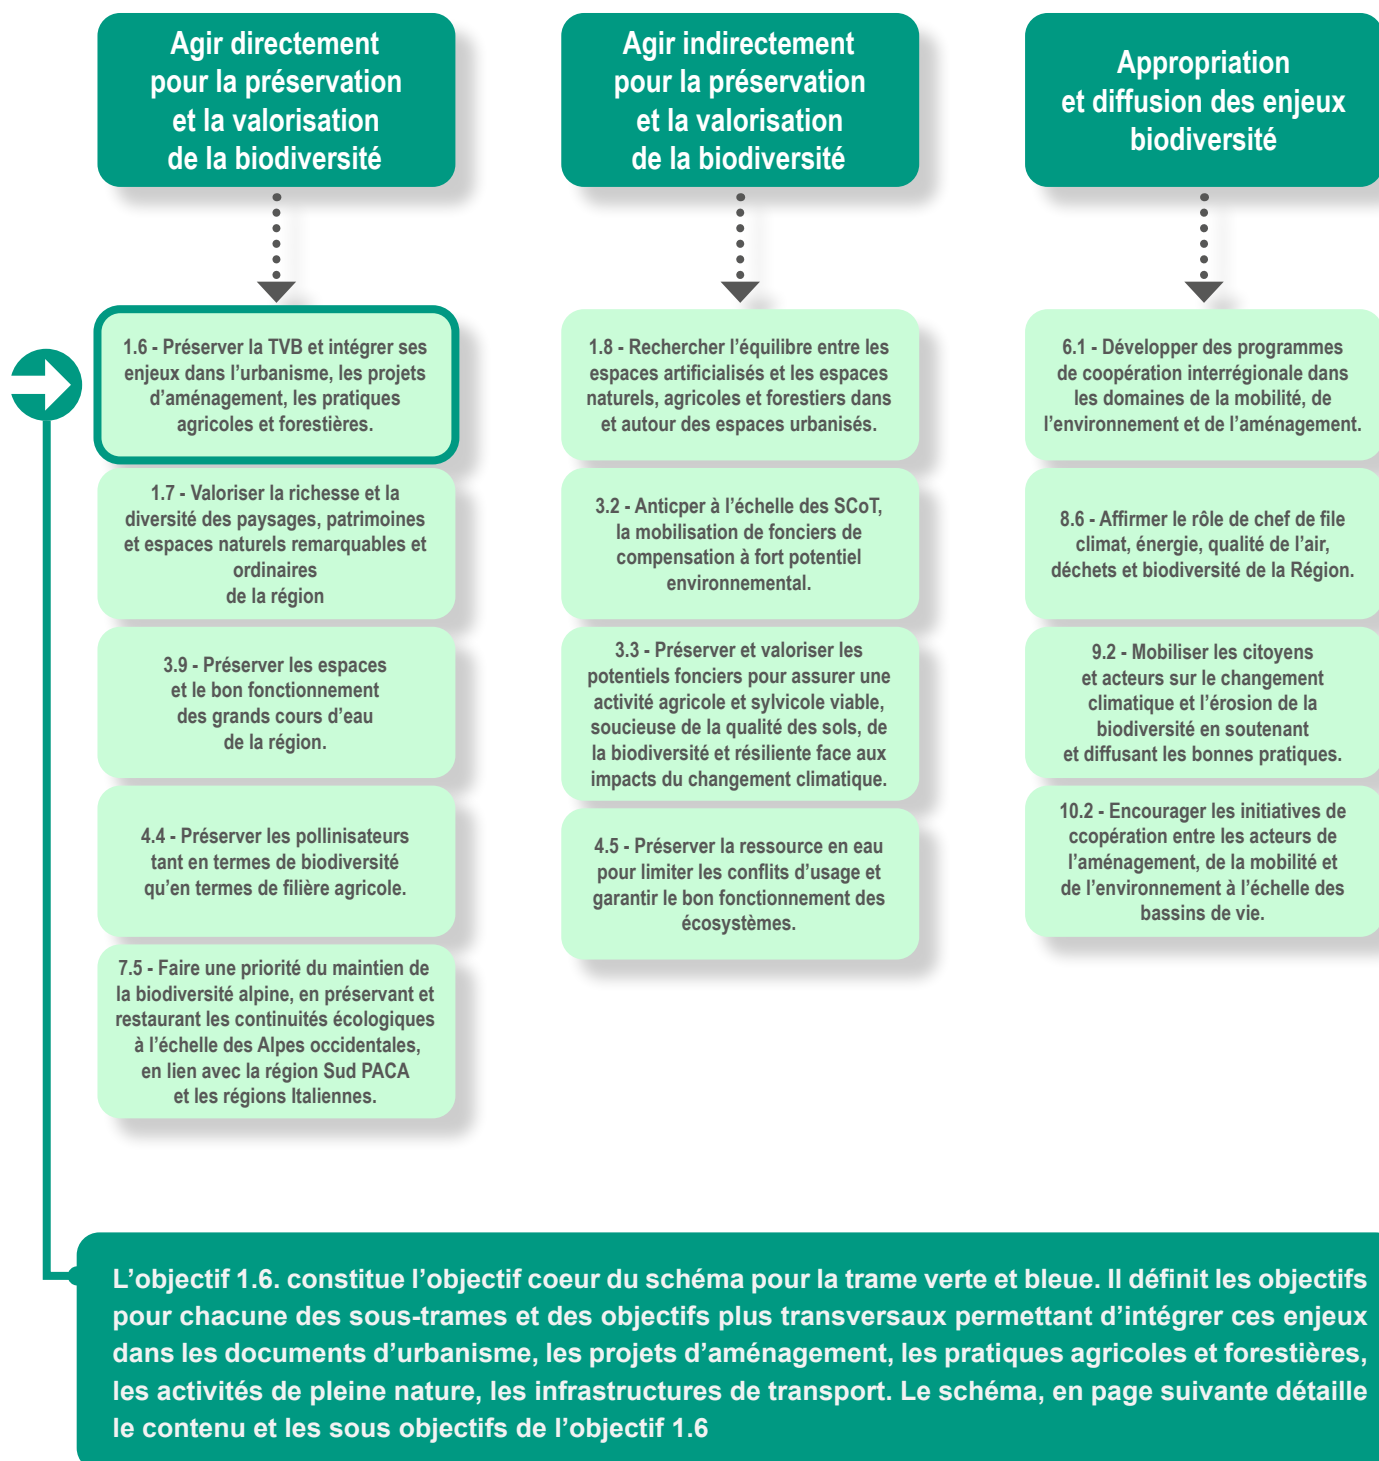 Agir directement
pour la préservation
et la valorisation
de la biodiversité
1.6 - Préserver la TVB et intégrer ses
enjeux dans l’urbanisme, les projets
d’aménagement, les pratiques
agricoles et forestières.
1.7 - Valoriser la richesse et la
diversité des paysages, patrimoines
et espaces naturels remarquables et
ordinaires
de la région
3.9 - Préserver les espaces
et le bon fonctionnement
des grands cours d’eau
de la région.
4.4 - Préserver les pollinisateurs
tant en termes de biodiversité
qu’en termes de filière agricole.
7.5 - Faire une priorité du maintien de
la biodiversité alpine, en préservant et
restaurant les continuités écologiques
à l’échelle des Alpes occidentales,
en lien avec la région Sud PACA
et les régions Italiennes.
Agir indirectement
pour la préservation
et la valorisation
de la biodiversité
1.8 - Rechercher l’équilibre entre les
espaces artificialisés et les espaces
naturels, agricoles et forestiers dans
et autour des espaces urbanisés.
3.2 - Anticper à l’échelle des SCoT,
la mobilisation de fonciers de
compensation à fort potentiel
environnemental.
3.3 - Préserver et valoriser les
potentiels fonciers pour assurer une
activité agricole et sylvicole viable,
soucieuse de la qualité des sols, de
la biodiversité et résiliente face aux
impacts du changement climatique.
4.5 - Préserver la ressource en eau
pour limiter les conflits d’usage et
garantir le bon fonctionnement des
écosystèmes.
Appropriation
et diffusion des enjeux
biodiversité
6.1 - Développer des programmes
de coopération interrégionale dans
les domaines de la mobilité, de
l’environnement et de l’aménagement.
8.6 - Affirmer le rôle de chef de file
climat, énergie, qualité de l’air,
déchets et biodiversité de la Région.
9.2 - Mobiliser les citoyens
et acteurs sur le changement
climatique et l’érosion de la
biodiversité en soutenant
et diffusant les bonnes pratiques.
10.2 - Encourager les initiatives de
ccopération entre les acteurs de
l’aménagement, de la mobilité et
de l’environnement à l’échelle des
bassins de vie.
L’objectif 1.6. constitue l’objectif coeur du schéma pour la trame verte et bleue. Il définit les objectifs
pour chacune des sous-trames et des objectifs plus transversaux permettant d’intégrer ces enjeux
dans les documents d’urbanisme, les projets d’aménagement, les pratiques agricoles et forestières,
les activités de pleine nature, les infrastructures de transport. Le schéma, en page suivante détaille
le contenu et les sous objectifs de l’objectif 1.6